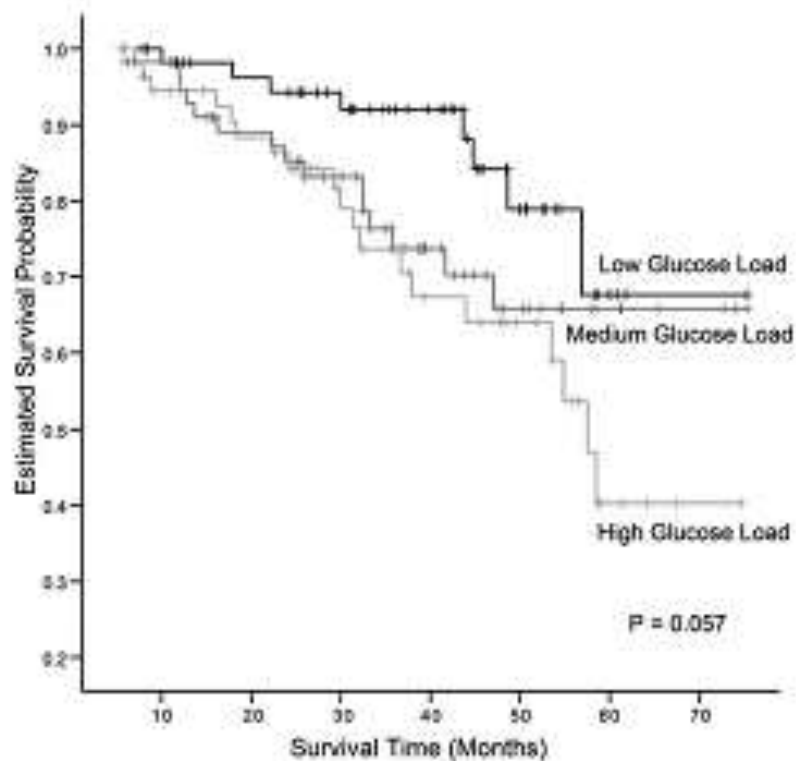 Estimated Survival Probability
1.0
0.9
0.8
0.7
0.6
0.5
0.4
0.3
0.2
Low Glucose Load
Medium Glucose Load
High Glucose Load
P = 0.057
10 20 30 40 50 60 70
Survival Time (Months)